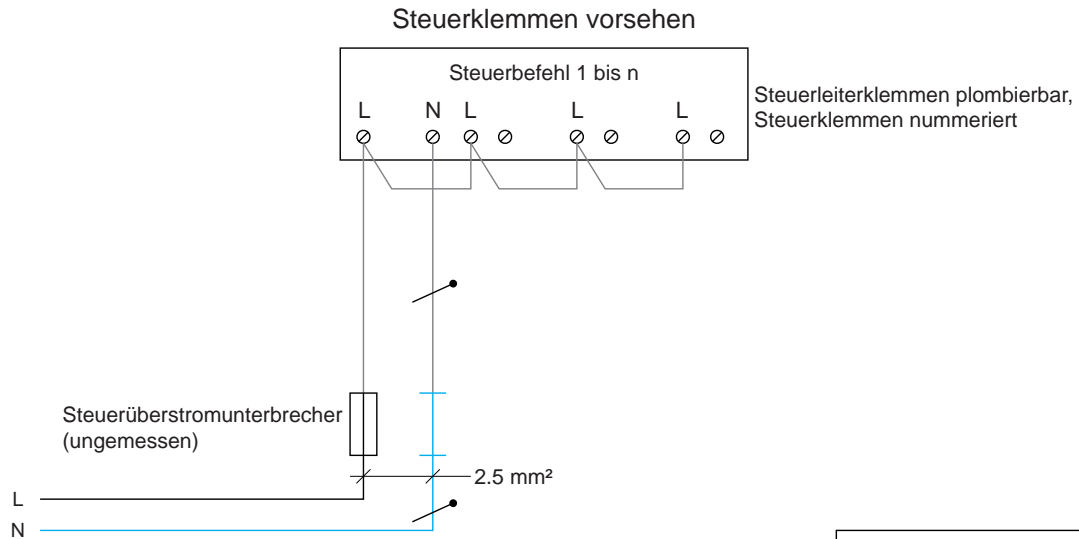 Steuerklemmen vorsehen
Steuerbefehl 1 bis n
L N L L L
Steuerleiterklemmen plombierbar,
Steuerklemmen nummeriert
Steuerüberstromunterbrecher
(ungemessen)
2.5 mm²
L
N